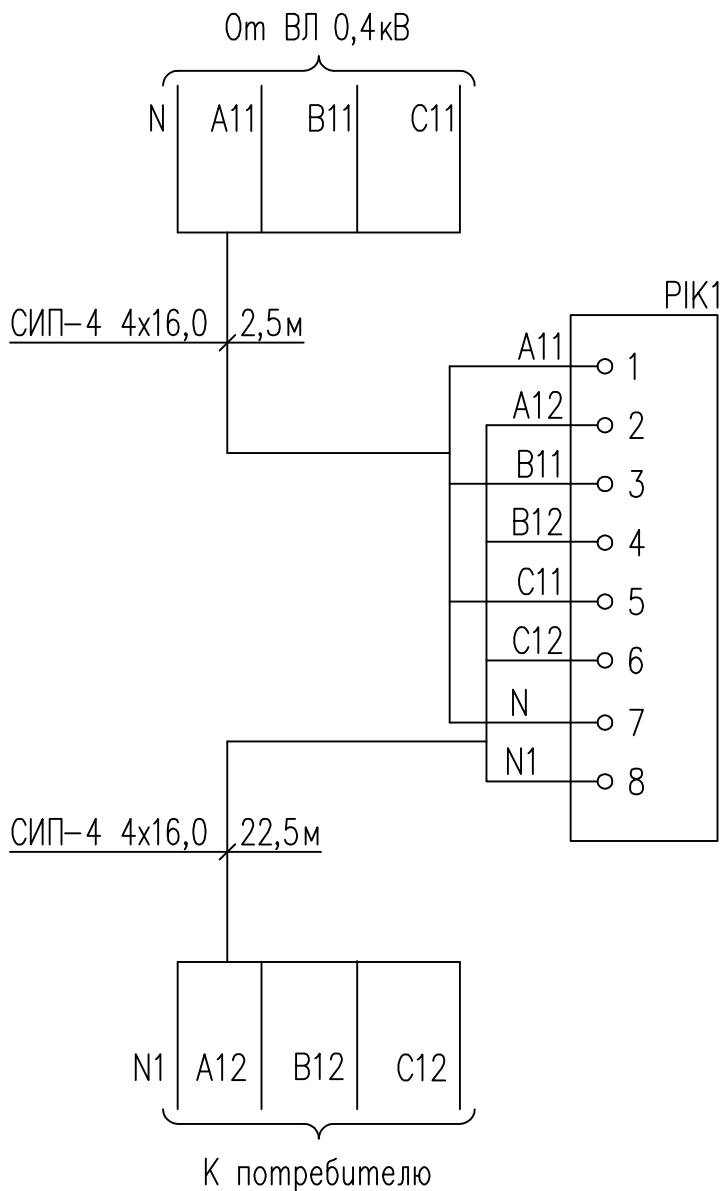 От ВЛ 0,4кВ
N A11 B11 C11
PIK1
СИП-4 4х16,0 2,5м
A11 1
A12 2
B11 3
B12 4
C11 5
C12 6
N 7
N1 8
СИП-4 4х16,0 22,5м
N1 A12 B12 C12
К потребителю